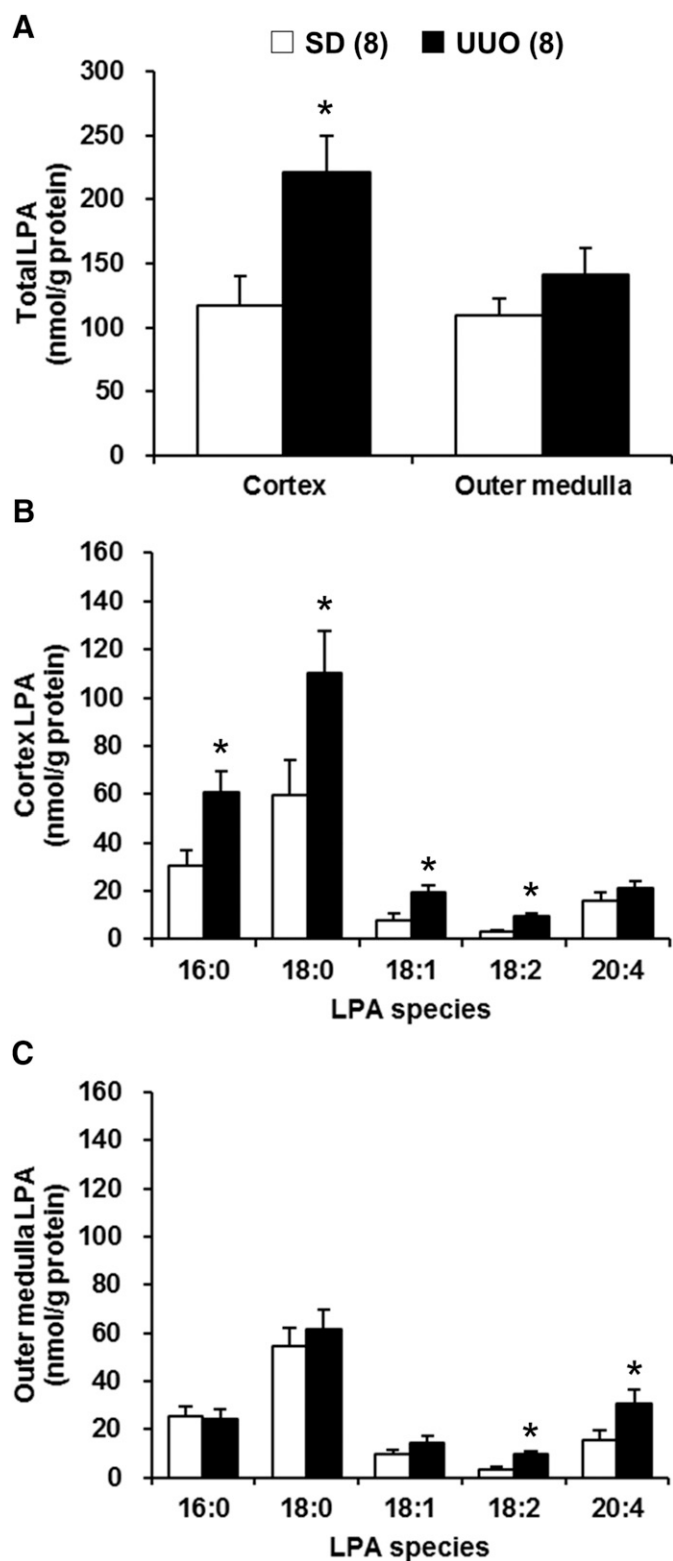 A
SD (8) UUO (8)
Total LPA
(nmol/g protein)
300
250
200
150
100
50
0
*
Cortex Outer medulla
B
Cortex LPA
(nmol/g protein)
160
140
120
100
80
60
40
20
0
* * * *
16:0 18:0 18:1 18:2 20:4
LPA species
C
Outer medulla LPA
(nmol/g protein)
160
140
120
100
80
60
40
20
0
* *
16:0 18:0 18:1 18:2 20:4
LPA species